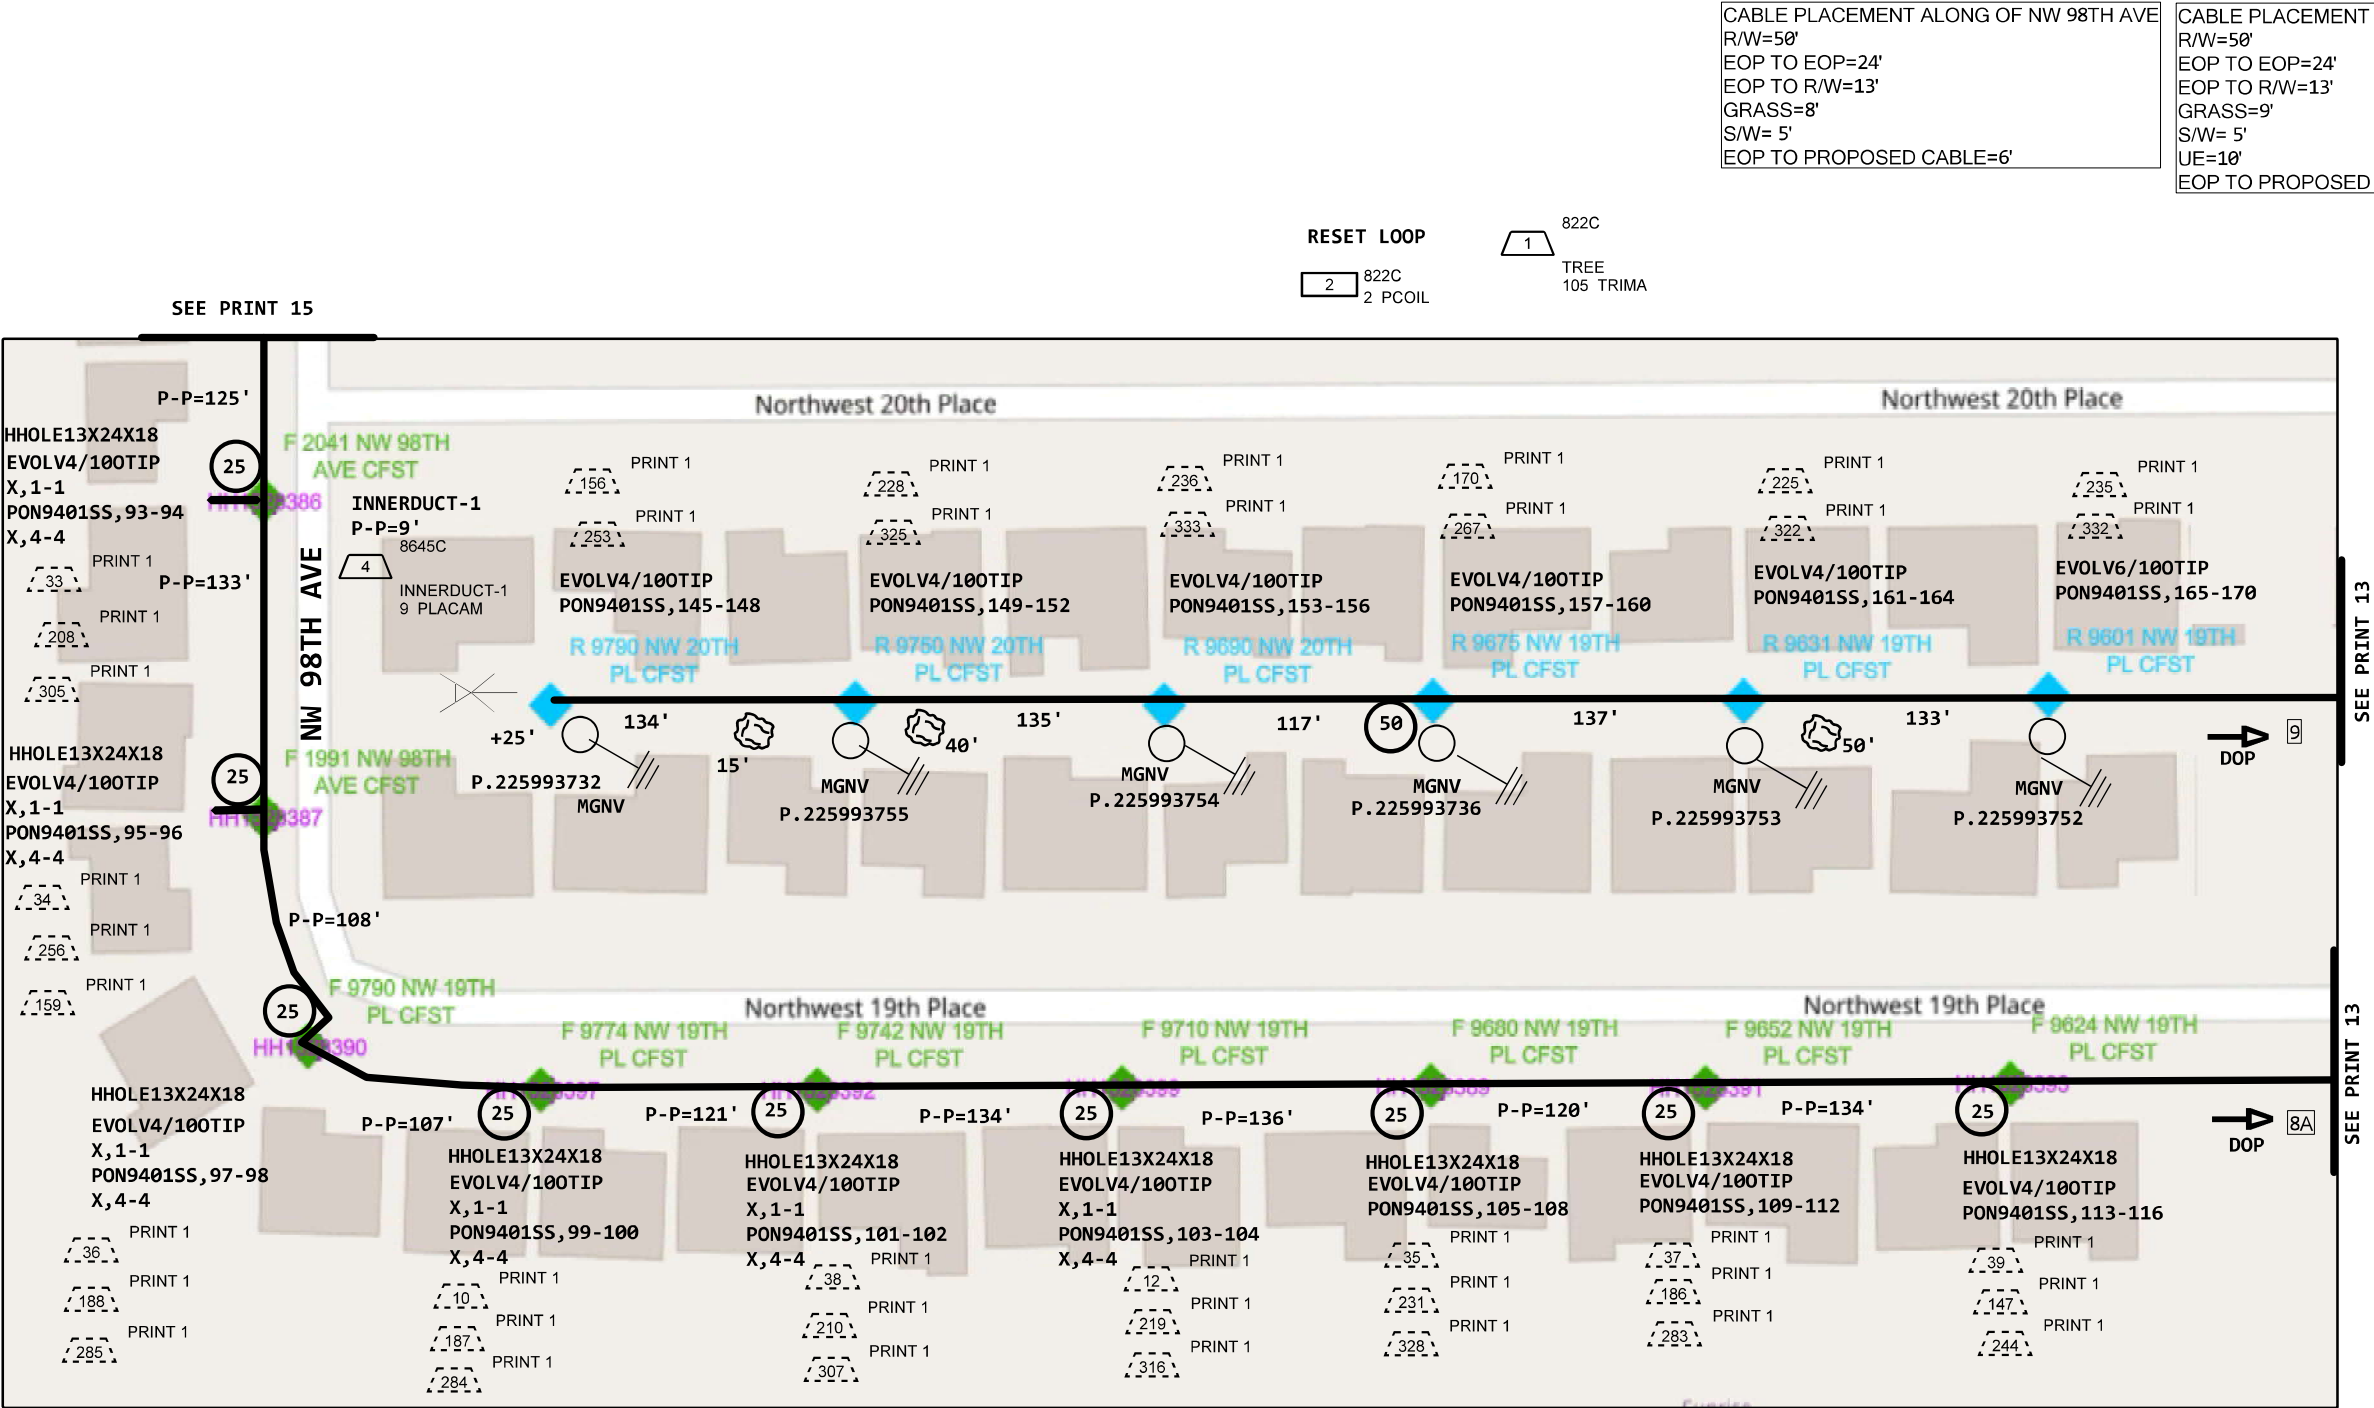 CABLE PLACEMENT ALONG OF NW 98TH AVE
R/W=50'
EOP TO EOP=24'
EOP TO R/W=13'
GRASS=8'
S/W= 5'
EOP TO PROPOSED CABLE=6'
CABLE PLACEMENT
R/W=50'
EOP TO EOP=24'
EOP TO R/W=13'
GRASS=9'
S/W= 5'
UE=10'
EOP TO PROPOSED
RESET LOOP
2
822C
2 PCOIL
1
822C
TREE
105 TRIMA
SEE PRINT 15
P-P=125'
Northwest 20th Place
Northwest 20th Place
HHOLE13X24X18
EVOLV4/10OTIP
X,1-1
PON9401SS,93-94
X,4-4
25
F 2041 NW 98TH
AVE CFST
PRINT 1
33
PRINT 1
208
PRINT 1
305
P-P=133'
NW 98TH AVE
INNERDUCT-1
P-P=9'
4
8645C
INNERDUCT-1
9 PLACAM
156
PRINT 1
253
PRINT 1
EVOLV4/10OTIP
PON9401SS,145-148
R 9790 NW 20TH
PL CFST
228
PRINT 1
325
PRINT 1
EVOLV4/10OTIP
PON9401SS,149-152
R 9750 NW 20TH
PL CFST
236
PRINT 1
333
PRINT 1
EVOLV4/10OTIP
PON9401SS,153-156
R 9690 NW 20TH
PL CFST
170
PRINT 1
267
PRINT 1
EVOLV4/10OTIP
PON9401SS,157-160
R 9675 NW 19TH
PL CFST
225
PRINT 1
322
PRINT 1
EVOLV4/10OTIP
PON9401SS,161-164
R 9631 NW 19TH
PL CFST
235
PRINT 1
332
PRINT 1
EVOLV6/10OTIP
PON9401SS,165-170
R 9601 NW 19TH
PL CFST
SEE PRINT 13
+25'
134'
15'
40'
135'
117'
50
137'
50'
133'
DOP
9
P.225993732
MGNV
MGNV
P.225993755
MGNV
P.225993754
MGNV
P.225993736
MGNV
P.225993753
MGNV
P.225993752
HHOLE13X24X18
EVOLV4/10OTIP
X,1-1
PON9401SS,95-96
X,4-4
25
F 1991 NW 98TH
AVE CFST
PRINT 1
34
PRINT 1
256
PRINT 1
159
P-P=108'
25
F 9790 NW 19TH
PL CFST
Northwest 19th Place
Northwest 19th Place
HHOLE13X24X18
EVOLV4/10OTIP
X,1-1
PON9401SS,97-98
X,4-4
PRINT 1
36
PRINT 1
188
PRINT 1
285
P-P=107'
F 9774 NW 19TH
PL CFST
25
HHOLE13X24X18
EVOLV4/10OTIP
X,1-1
PON9401SS,99-100
X,4-4
PRINT 1
10
PRINT 1
187
PRINT 1
284
P-P=121'
F 9742 NW 19TH
PL CFST
25
HHOLE13X24X18
EVOLV4/10OTIP
X,1-1
PON9401SS,101-102
X,4-4
PRINT 1
38
PRINT 1
210
PRINT 1
307
P-P=134'
F 9710 NW 19TH
PL CFST
25
HHOLE13X24X18
EVOLV4/10OTIP
X,1-1
PON9401SS,103-104
X,4-4
PRINT 1
12
PRINT 1
219
PRINT 1
316
P-P=136'
F 9680 NW 19TH
PL CFST
25
HHOLE13X24X18
EVOLV4/10OTIP
PON9401SS,105-108
PRINT 1
35
PRINT 1
231
PRINT 1
328
P-P=120'
F 9652 NW 19TH
PL CFST
25
HHOLE13X24X18
EVOLV4/10OTIP
PON9401SS,109-112
PRINT 1
37
PRINT 1
186
PRINT 1
283
P-P=134'
F 9624 NW 19TH
PL CFST
25
HHOLE13X24X18
EVOLV4/10OTIP
PON9401SS,113-116
PRINT 1
39
PRINT 1
147
PRINT 1
244
DOP
8A
SEE PRINT 13